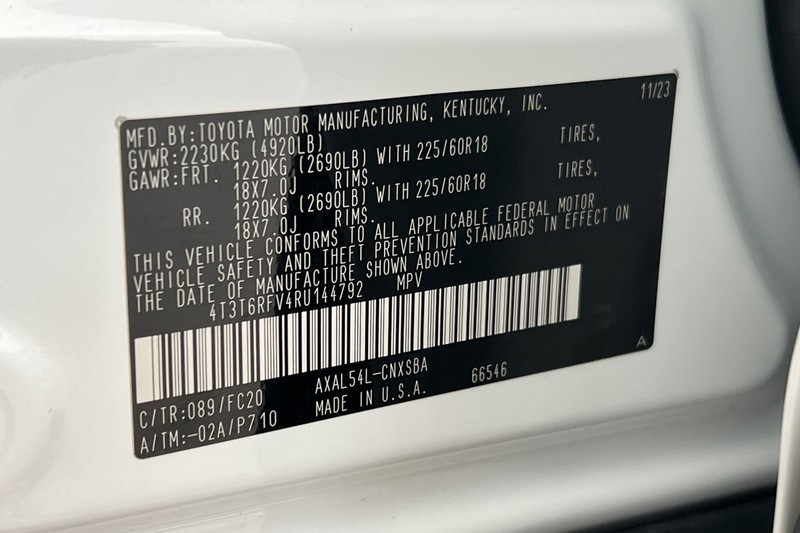 11/23
MFD.BY:TOYOTA MOTOR MANUFACTURING, KENTUCKY, INC.
GVWR:2230KG (4920LB)
GAWR:FRT. 1220KG (2690LB) WITH 225/60R18 TIRES,
18X7.0J RIMS.
RR. 1220KG (2690LB) WITH 225/60R18 TIRES,
18X7.0J RIMS.
THIS VEHICLE CONFORMS TO ALL APPLICABLE FEDERAL MOTOR
VEHICLE SAFETY AND THEFT PREVENTION STANDARDS IN EFFECT ON
THE DATE OF MANUFACTURE SHOWN ABOVE.
4T3T6RFV4RU144792 MPV
C/TR:089/FC20 AXAL54L-CNXSBA 66546
A/TM:-02A/P710 MADE IN U.S.A.
A